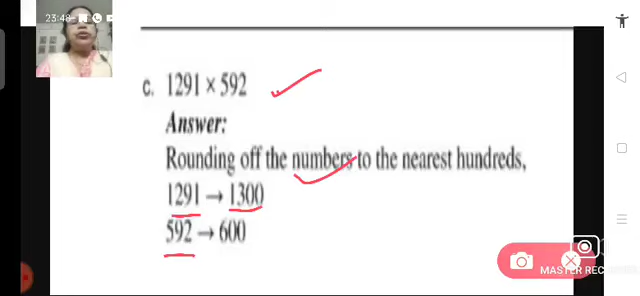 23:48
c. 1291 × 592
Answer:
Rounding off the numbers to the nearest hundreds,
1291 → 1300
592 → 600
MASTER REC